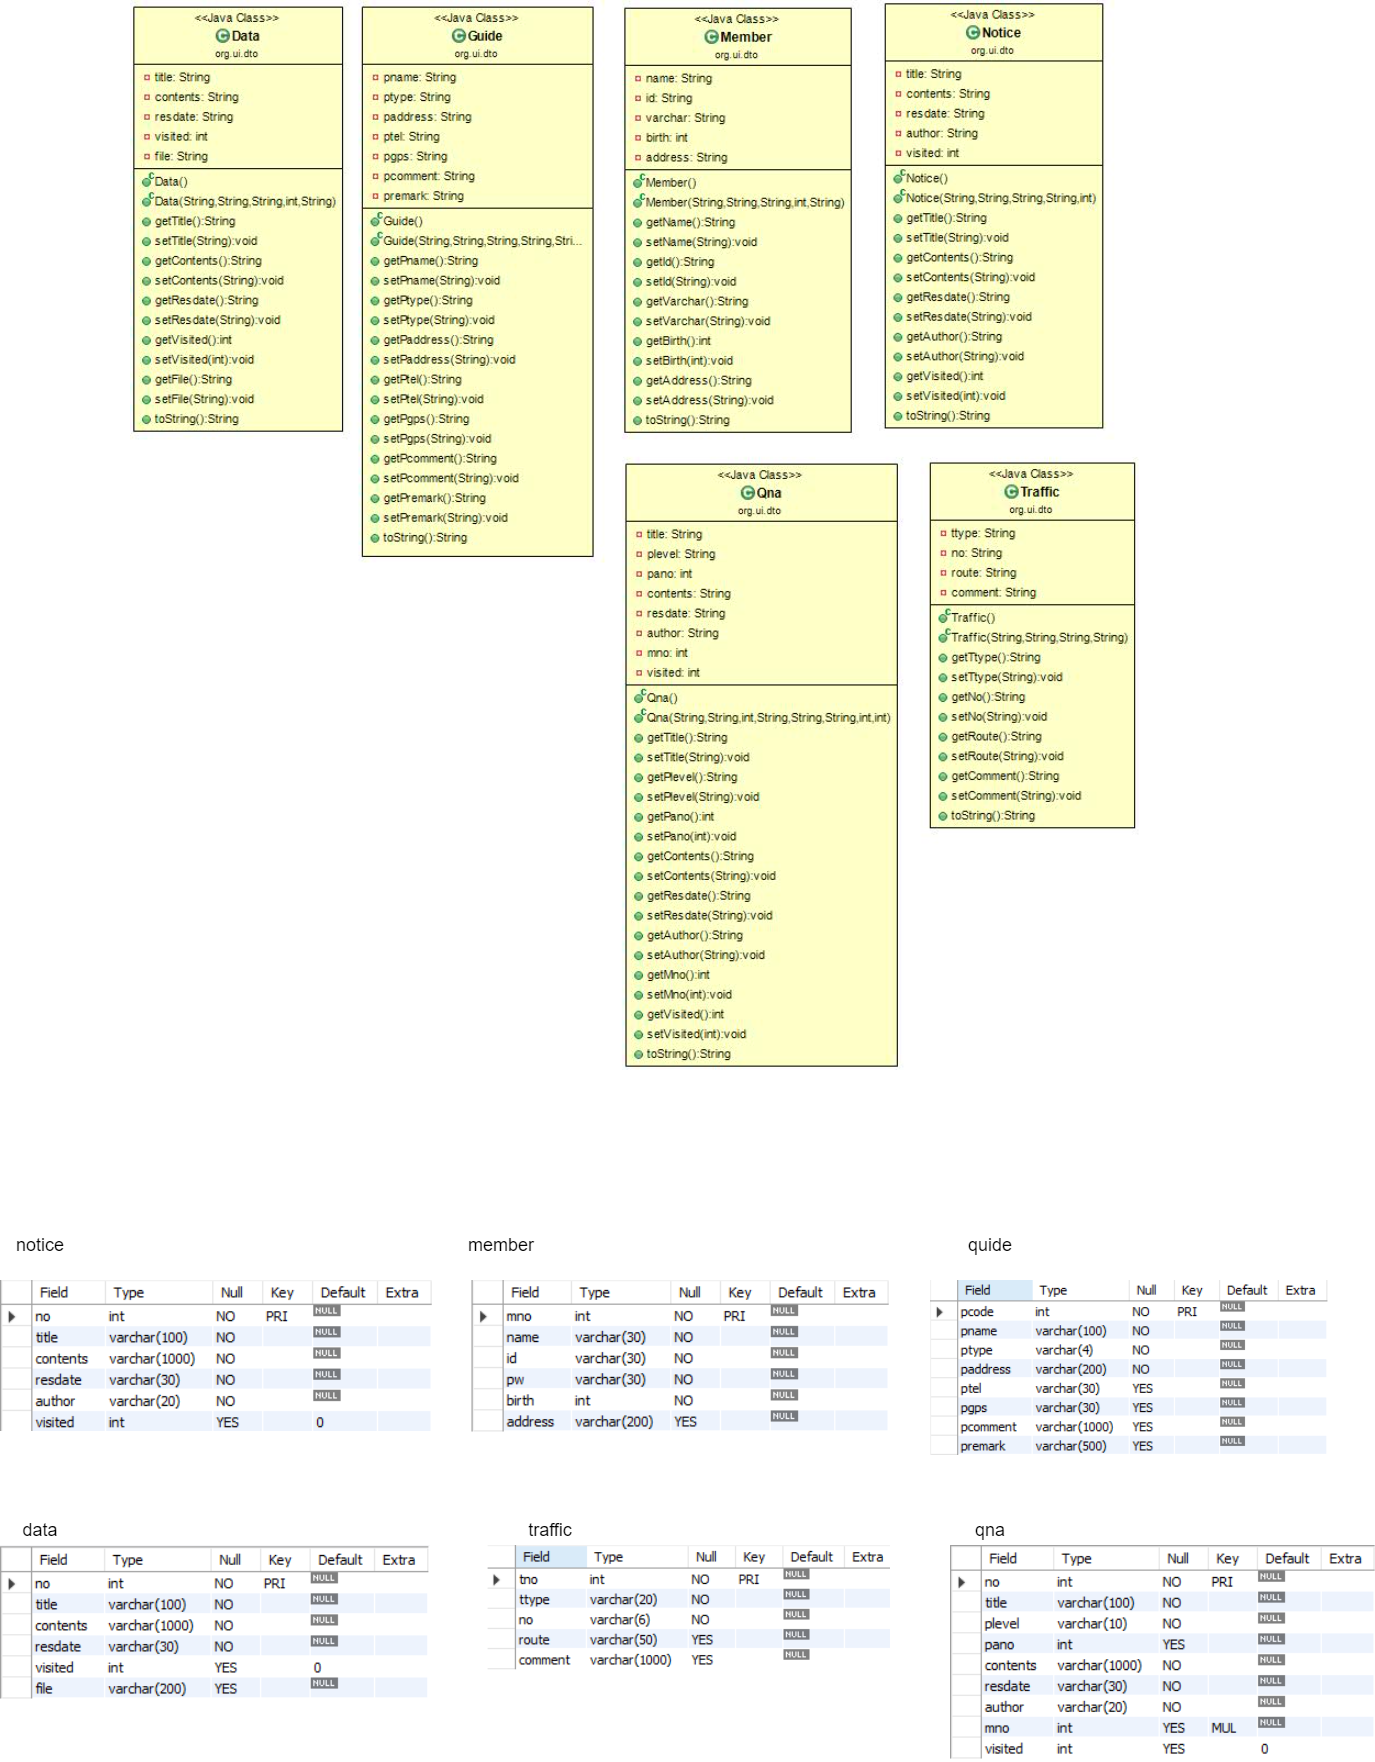 <<Java Class>>
Data
org.ui.dto
title: String
contents: String
resdate: String
visited: int
file: String
Data()
Data(String,String,String,int,String)
getTitle():String
setTitle(String):void
getContents():String
setContents(String):void
getResdate():String
setResdate(String):void
getVisited():int
setVisited(int):void
getFile():String
setFile(String):void
toString():String
<<Java Class>>
Guide
org.ui.dto
pname: String
ptype: String
paddress: String
ptel: String
pgps: String
pcomment: String
premark: String
Guide()
Guide(String,String,String,String,Stri...
getPname():String
setPname(String):void
getPtype():String
setPtype(String):void
getPaddress():String
setPaddress(String):void
getPtel():String
setPtel(String):void
getPgps():String
setPgps(String):void
getPcomment():String
setPcomment(String):void
getPremark():String
setPremark(String):void
toString():String
<<Java Class>>
Member
org.ui.dto
name: String
id: String
varchar: String
birth: int
address: String
Member()
Member(String,String,String,int,String)
getName():String
setName(String):void
getId():String
setId(String):void
getVarchar():String
setVarchar(String):void
getBirth():int
setBirth(int):void
getAddress():String
setAddress(String):void
toString():String
<<Java Class>>
Notice
org.ui.dto
title: String
contents: String
resdate: String
author: String
visited: int
Notice()
Notice(String,String,String,String,int)
getTitle():String
setTitle(String):void
getContents():String
setContents(String):void
getResdate():String
setResdate(String):void
getAuthor():String
setAuthor(String):void
getVisited():int
setVisited(int):void
toString():String
<<Java Class>>
Qna
org.ui.dto
title: String
plevel: String
pano: int
contents: String
resdate: String
author: String
mno: int
visited: int
Qna()
Qna(String,String,int,String,String,String,int,int)
getTitle():String
setTitle(String):void
getPlevel():String
setPlevel(String):void
getPano():int
setPano(int):void
getContents():String
setContents(String):void
getResdate():String
setResdate(String):void
getAuthor():String
setAuthor(String):void
getMno():int
setMno(int):void
getVisited():int
setVisited(int):void
toString():String
<<Java Class>>
Traffic
org.ui.dto
ttype: String
no: String
route: String
comment: String
Traffic()
Traffic(String,String,String,String)
getTtype():String
setTtype(String):void
getNo():String
setNo(String):void
getRoute():String
setRoute(String):void
getComment():String
setComment(String):void
toString():String
notice
Field Type Null Key Default Extra
no int NO PRI NULL
title varchar(100) NO NULL
contents varchar(1000) NO NULL
resdate varchar(30) NO NULL
author varchar(20) NO NULL
visited int YES 0
member
Field Type Null Key Default Extra
mno int NO PRI NULL
name varchar(30) NO NULL
id varchar(30) NO NULL
pw varchar(30) NO NULL
birth int NO NULL
address varchar(200) YES NULL
quide
Field Type Null Key Default Extra
pcode int NO PRI NULL
pname varchar(100) NO NULL
ptype varchar(4) NO NULL
paddress varchar(200) NO NULL
ptel varchar(30) YES NULL
pgps varchar(30) YES NULL
pcomment varchar(1000) YES NULL
premark varchar(500) YES NULL
data
Field Type Null Key Default Extra
no int NO PRI NULL
title varchar(100) NO NULL
contents varchar(1000) NO NULL
resdate varchar(30) NO NULL
visited int YES 0
file varchar(200) YES NULL
traffic
Field Type Null Key Default Extra
tno int NO PRI NULL
ttype varchar(20) NO NULL
no varchar(6) NO NULL
route varchar(50) YES NULL
comment varchar(1000) YES NULL
qna
Field Type Null Key Default Extra
no int NO PRI NULL
title varchar(100) NO NULL
plevel varchar(10) NO NULL
pano int YES NULL
contents varchar(1000) NO NULL
resdate varchar(30) NO NULL
author varchar(20) NO NULL
mno int YES MUL NULL
visited int YES 0